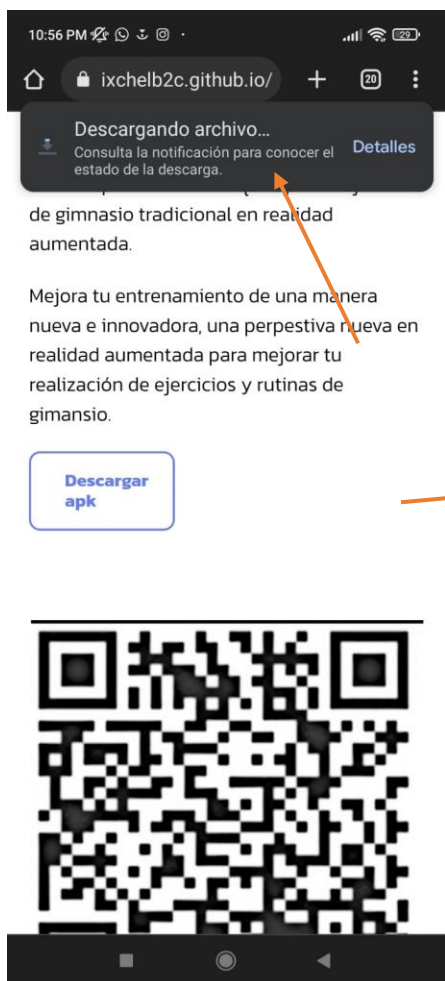 10:56 PM
29
ixchelb2c.github.io/
20
Descargando archivo...
Consulta la notificación para conocer el
estado de la descarga.
Detalles
de gimnasio tradicional en realidad
aumentada.
Mejora tu entrenamiento de una manera
nueva e innovadora, una perpestiva nueva en
realidad aumentada para mejorar tu
realización de ejercicios y rutinas de
gimansio.
Descargar
apk